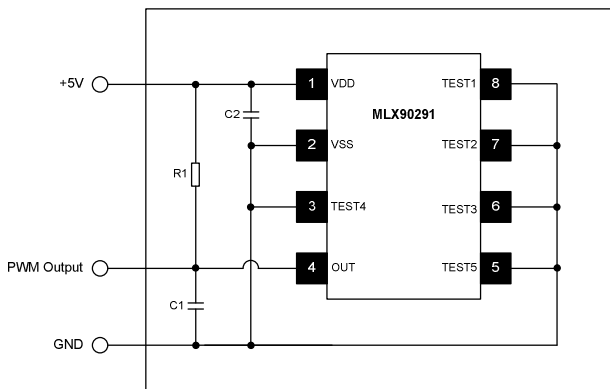 +5V
1 VDD
TEST1 8
MLX90291
C2
2 VSS
TEST2 7
R1
3 TEST4
TEST3 6
PWM Output
4 OUT
TEST5 5
C1
GND